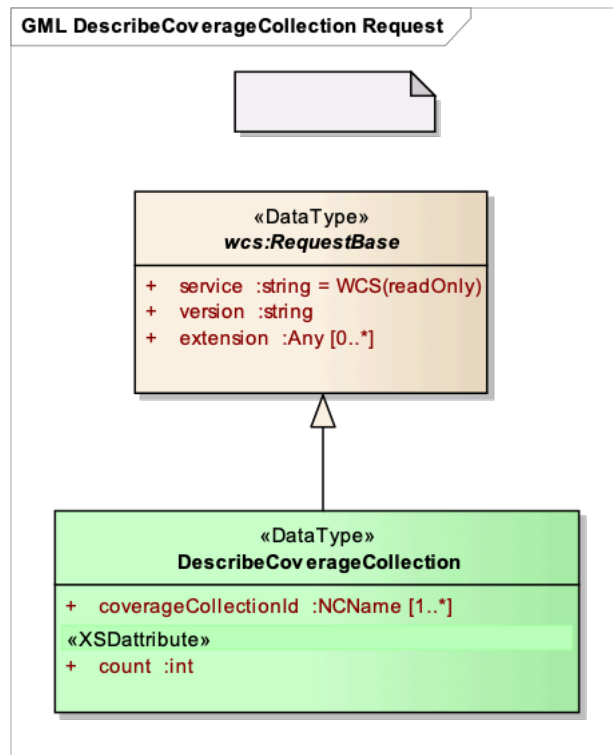 GML DescribeCoverageCollection Request
«DataType»
wcs:RequestBase
+ service :string = WCS(readOnly)
+ version :string
+ extension :Any [0..*]
«DataType»
DescribeCoverageCollection
+ coverageCollectionId :NCName [1..*]
«XSDattribute»
+ count :int